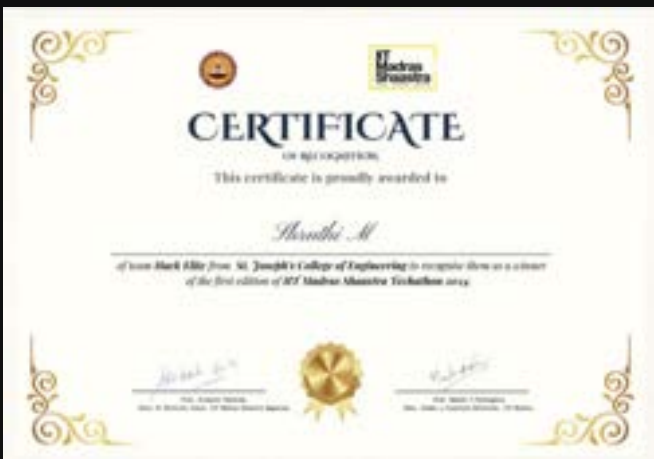 IIT
Madras
Shaastra
CERTIFICATE
OF RECOGNITION
This certificate is proudly awarded to
Shruthi M
of team Hack Elite from St. Joseph's College of Engineering to recognise them as a winner
of the first edition of IIT Madras Shaastra Techathon 2024